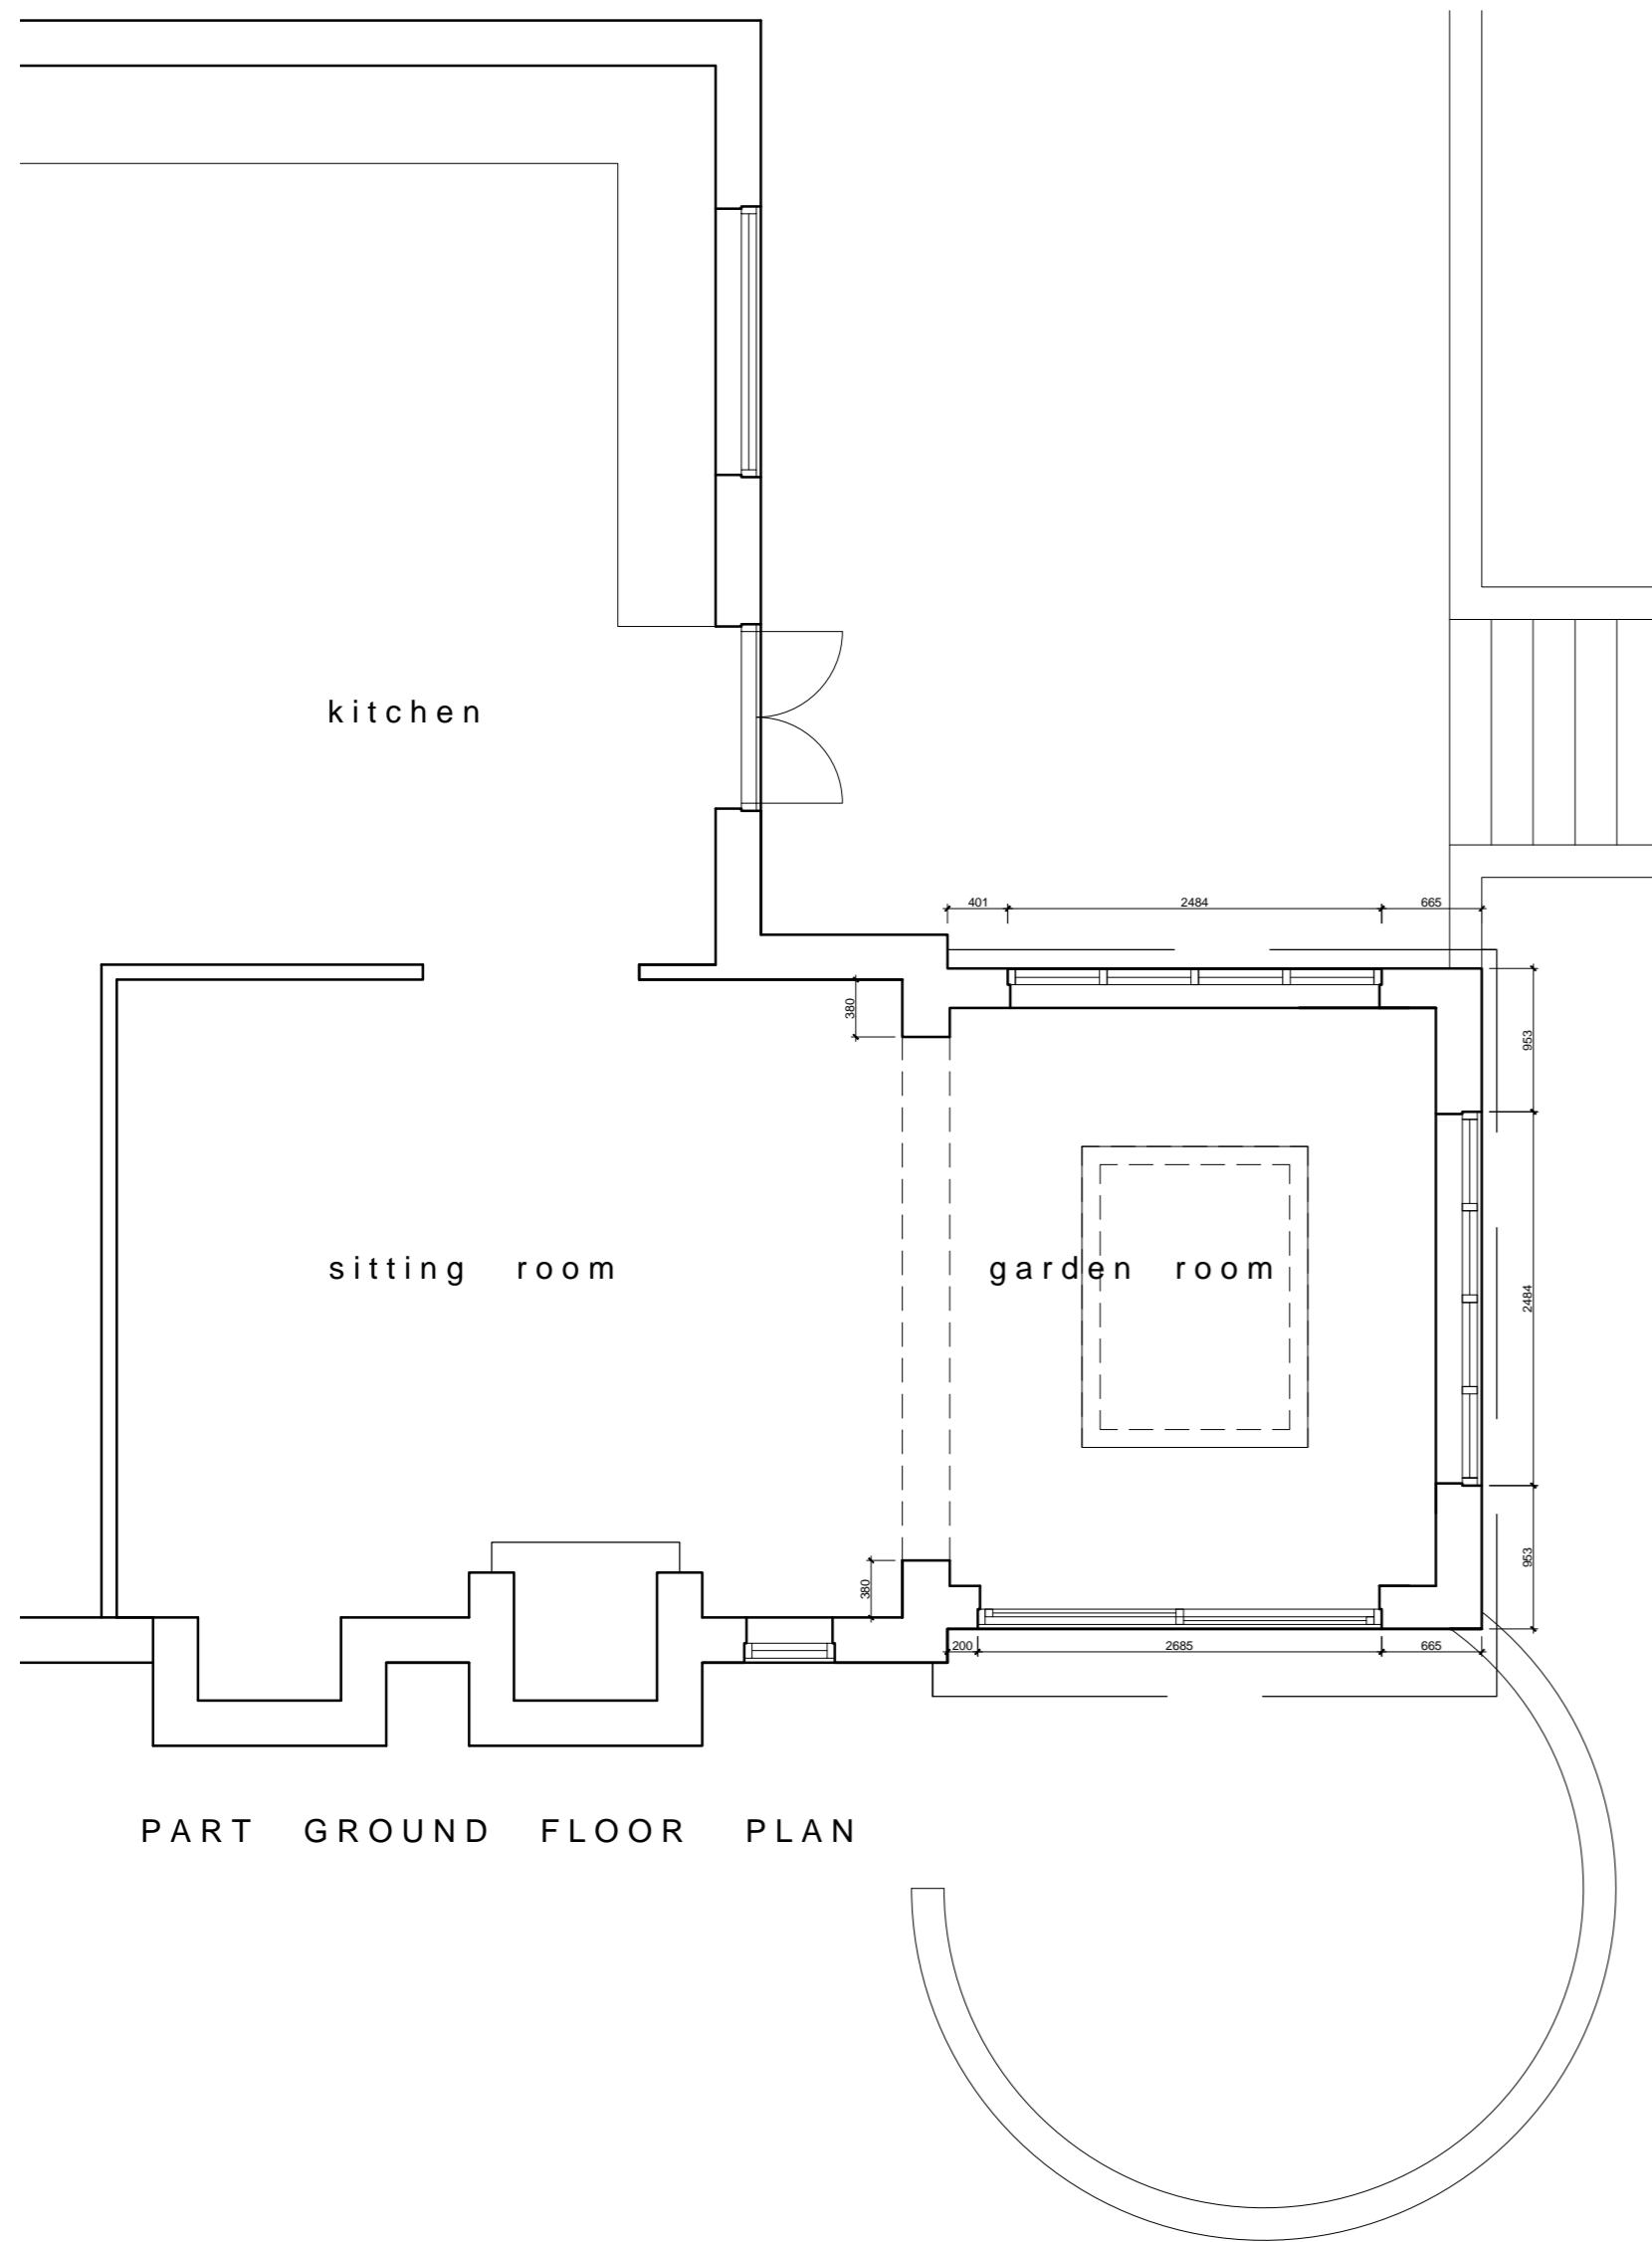 kitchen
401 2484 665
380
953
sitting room
garden room
2484
953
380
200 2685 665
PART GROUND FLOOR PLAN